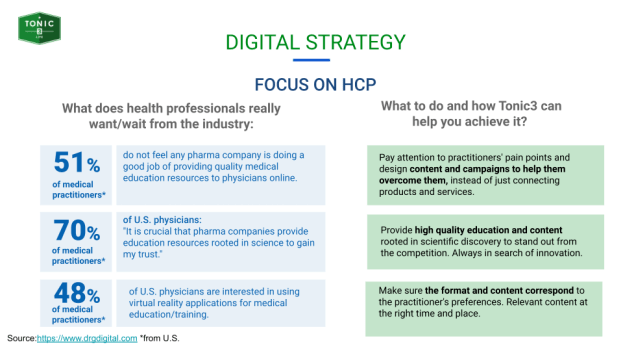 TONIC
3
DIGITAL STRATEGY
FOCUS ON HCP
What does health professionals really
want/wait from the industry:
51%
of medical
practitioners*
do not feel any pharma company is doing a
good job of providing quality medical
education resources to physicians online.
70%
of medical
practitioners*
of U.S. physicians:
"It is crucial that pharma companies provide
education resources rooted in science to gain
my trust."
48%
of medical
practitioners*
of U.S. physicians are interested in using
virtual reality applications for medical
education/training.
What to do and how Tonic3 can
help you achieve it?
Pay attention to practitioners' pain points and
design content and campaigns to help them
overcome them, instead of just connecting
products and services.
Provide high quality education and content
rooted in scientific discovery to stand out from
the competition. Always in search of innovation.
Make sure the format and content correspond to
the practitioner's preferences. Relevant content at
the right time and place.
Source:https://www.drgdigital.com *from U.S.